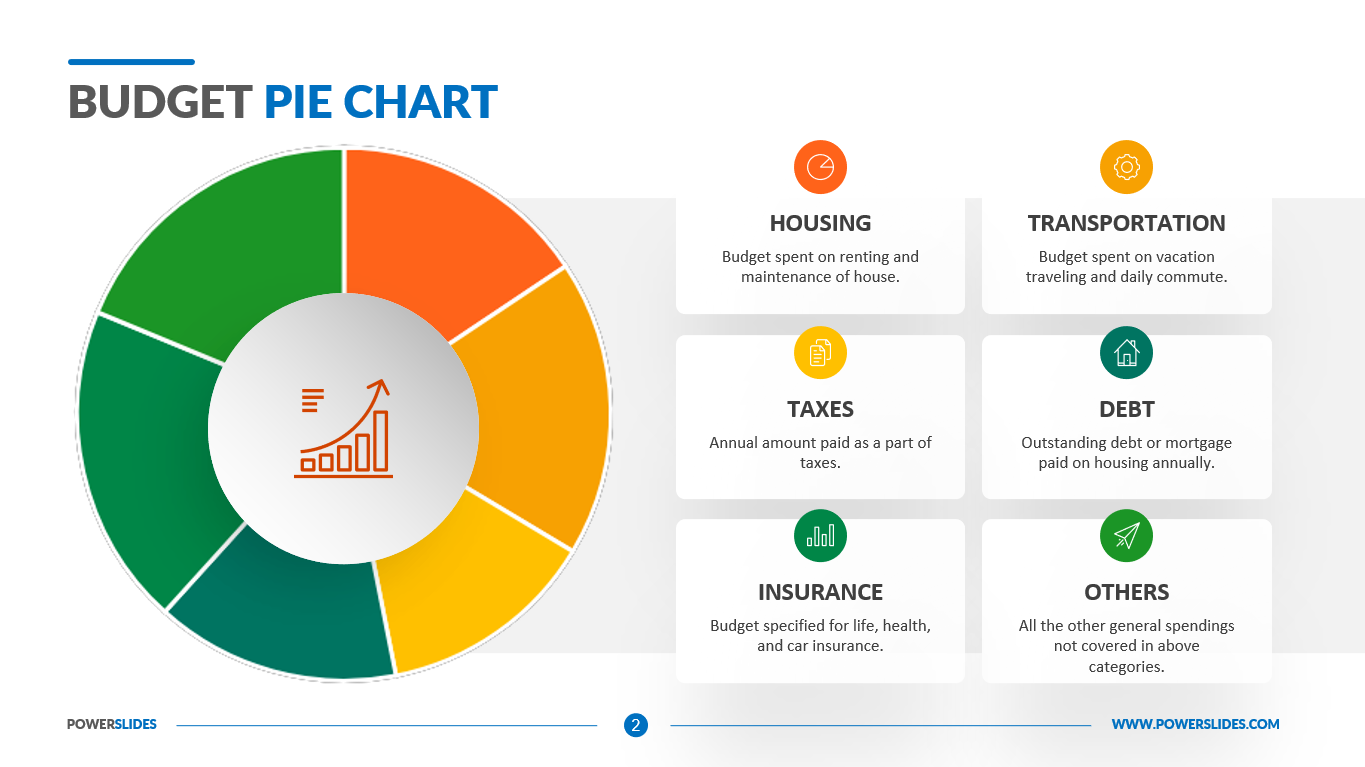 BUDGET PIE CHART
HOUSING
Budget spent on renting and
maintenance of house.
TRANSPORTATION
Budget spent on vacation
traveling and daily commute.
TAXES
Annual amount paid as a part of
taxes.
DEBT
Outstanding debt or mortgage
paid on housing annually.
INSURANCE
Budget specified for life, health,
and car insurance.
OTHERS
All the other general spendings
not covered in above
categories.
POWERSLIDES
2
WWW.POWERSLIDES.COM